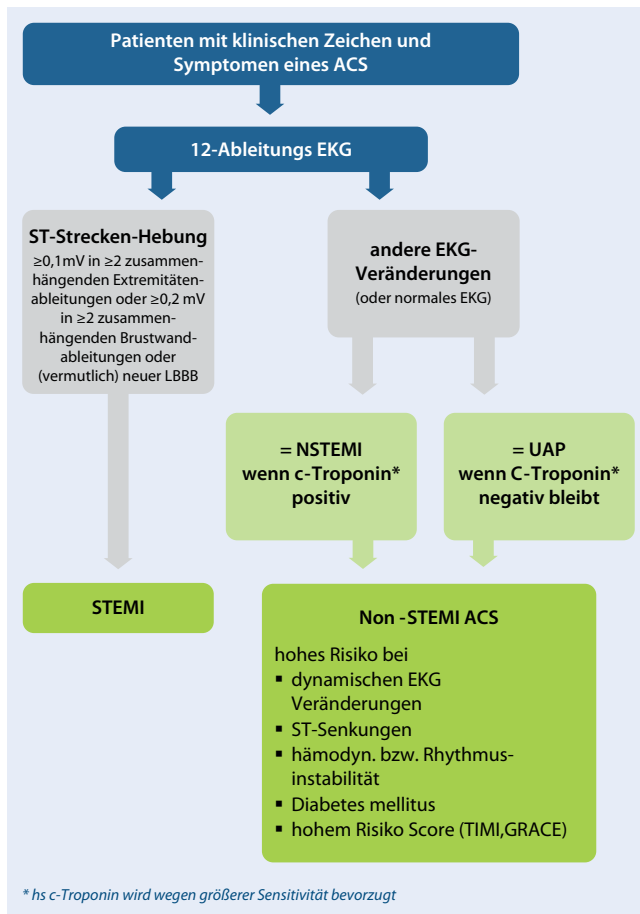 Patienten mit klinischen Zeichen und
Symptomen eines ACS
12-Ableitungs EKG
ST-Strecken-Hebung
≥0,1mV in ≥2 zusammen-
hängenden Extremitäten-
ableitungen oder ≥0,2 mV
in ≥2 zusammen-
hängenden Brustwand-
ableitungen oder
(vermutlich) neuer LBBB
andere EKG-
Veränderungen
(oder normales EKG)
= NSTEMI
wenn c-Troponin*
positiv
= UAP
wenn C-Troponin*
negativ bleibt
STEMI
Non -STEMI ACS
hohes Risiko bei
▪ dynamischen EKG
Veränderungen
▪ ST-Senkungen
▪ hämodyn. bzw. Rhythmus-
instabilität
▪ Diabetes mellitus
▪ hohem Risiko Score (TIMI,GRACE)
* hs c-Troponin wird wegen größerer Sensitivität bevorzugt